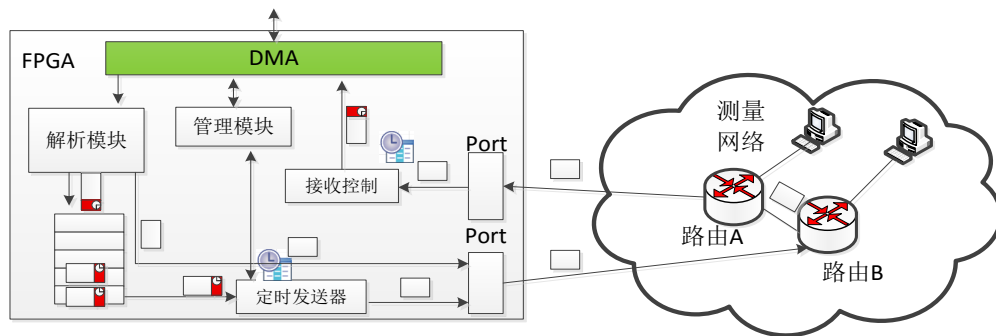 FPGA
DMA
解析模块
管理模块
接收控制
定时发送器
Port
Port
测量
网络
路由A
路由B